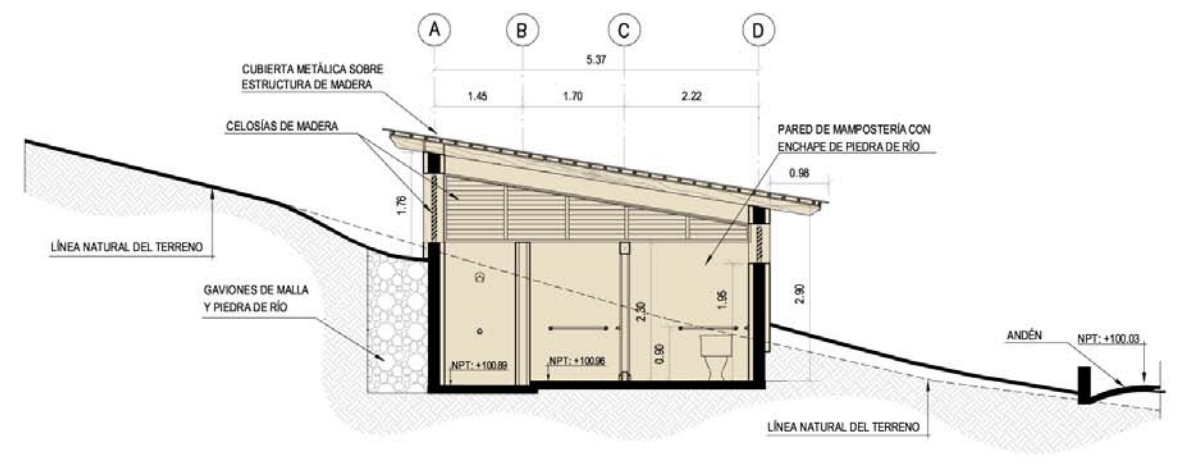 A B C D
5.37
1.45 1.70 2.22
CUBIERTA METÁLICA SOBRE
ESTRUCTURA DE MADERA
CELOSÍAS DE MADERA
PARED DE MAMPOSTERÍA CON
ENCHAPE DE PIEDRA DE RÍO
0.98
1.76
LÍNEA NATURAL DEL TERRENO
GAVIONES DE MALLA
Y PIEDRA DE RÍO
2.30
1.95
2.90
0.90
NPT: +100.89
NPT: +100.96
ANDÉN
NPT: +100.03
LÍNEA NATURAL DEL TERRENO